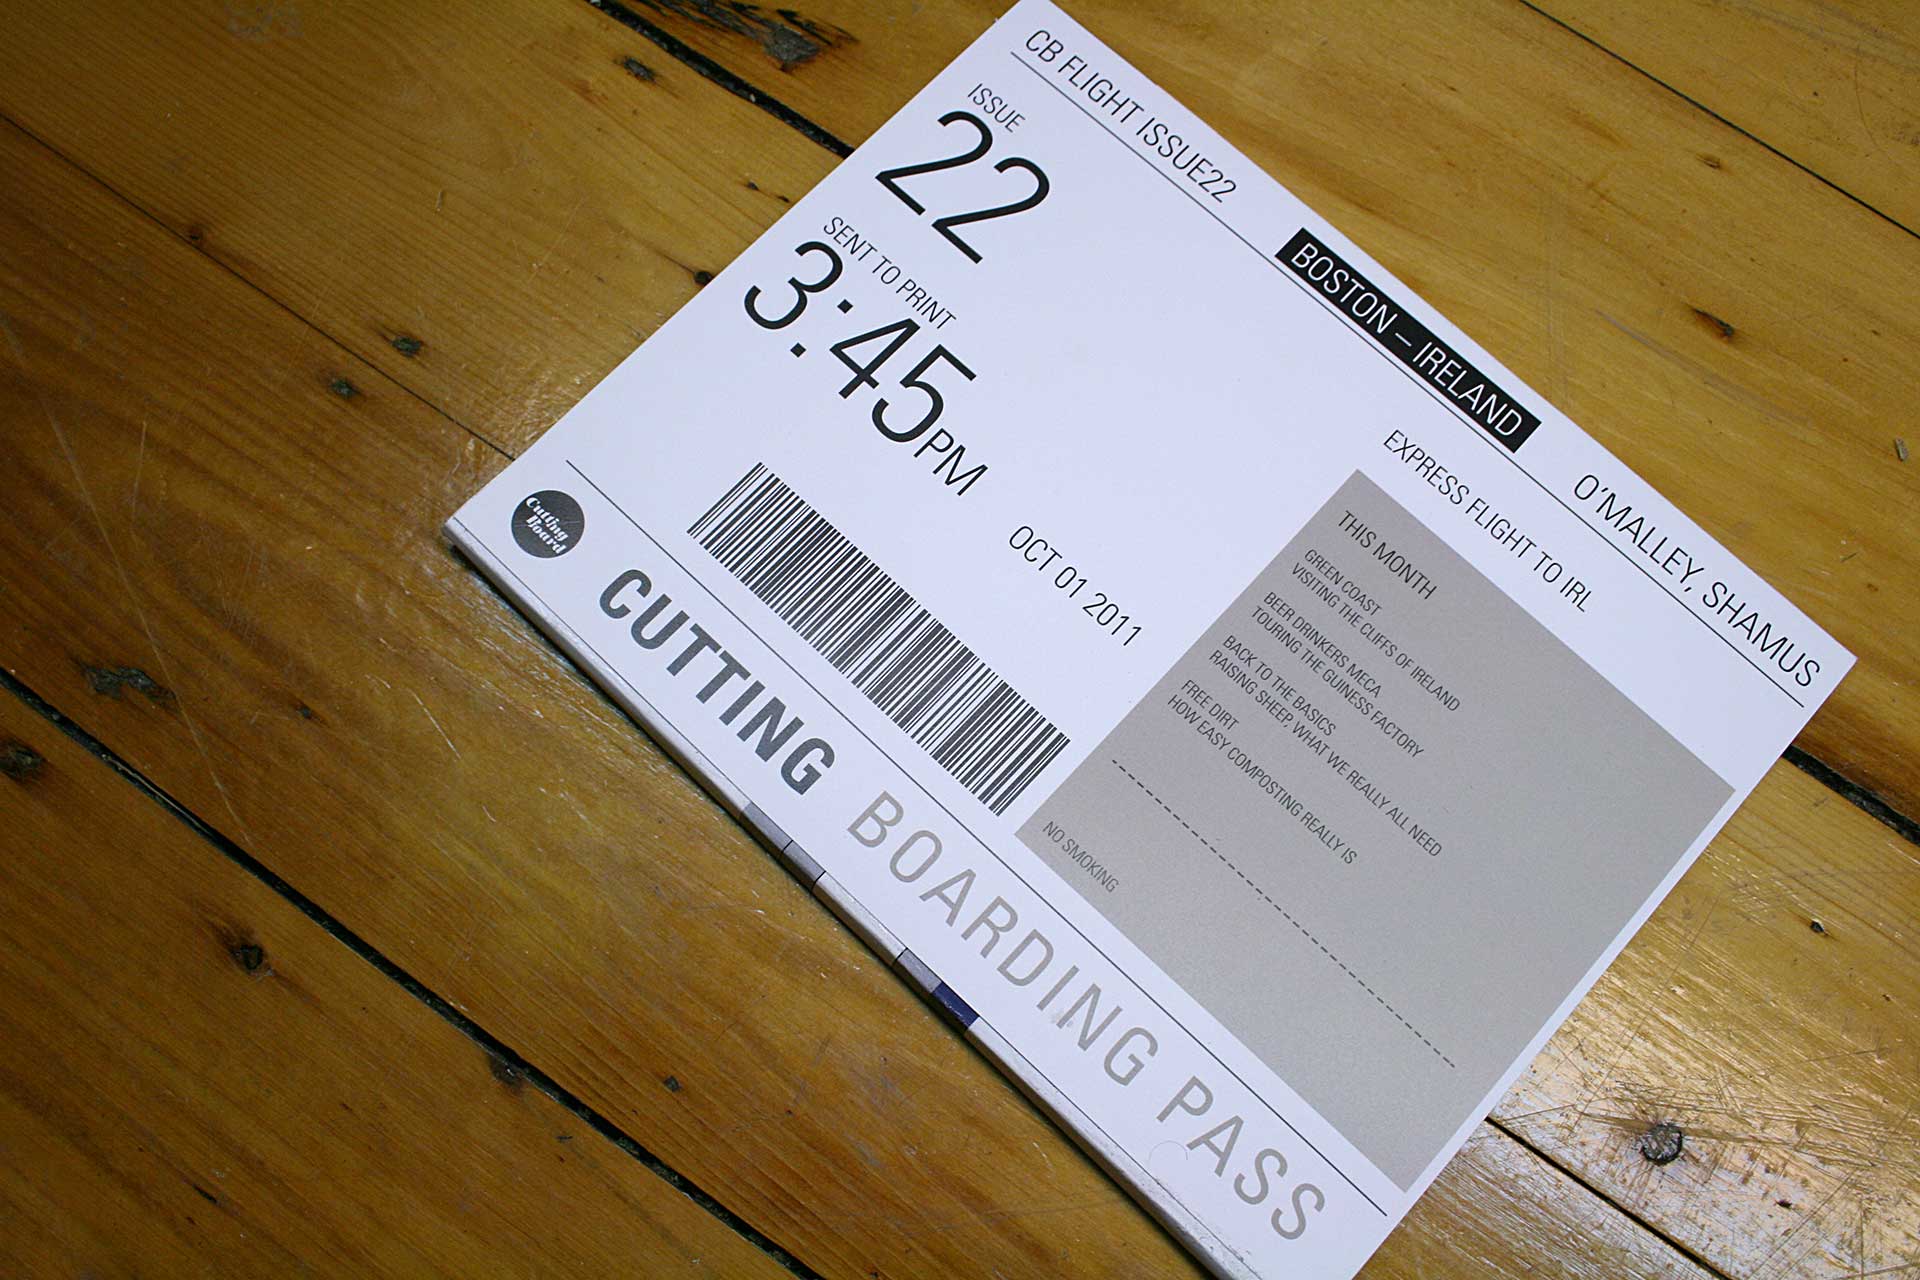 CB FLIGHT ISSUE22
BOSTON – IRELAND
O'MALLEY, SHAMUS
ISSUE
22
SENT TO PRINT
3:45PM
OCT 01 2011
EXPRESS FLIGHT TO IRL
THIS MONTH
GREEN COAST
VISITING THE CLIFFS OF IRELAND
BEER DRINKERS MECA
TOURING THE GUINESS FACTORY
BACK TO THE BASICS
RAISING SHEEP, WHAT WE REALLY ALL NEED
FREE DIRT
HOW EASY COMPOSTING REALLY IS
NO SMOKING
Cutting
Board
CUTTING BOARDING PASS